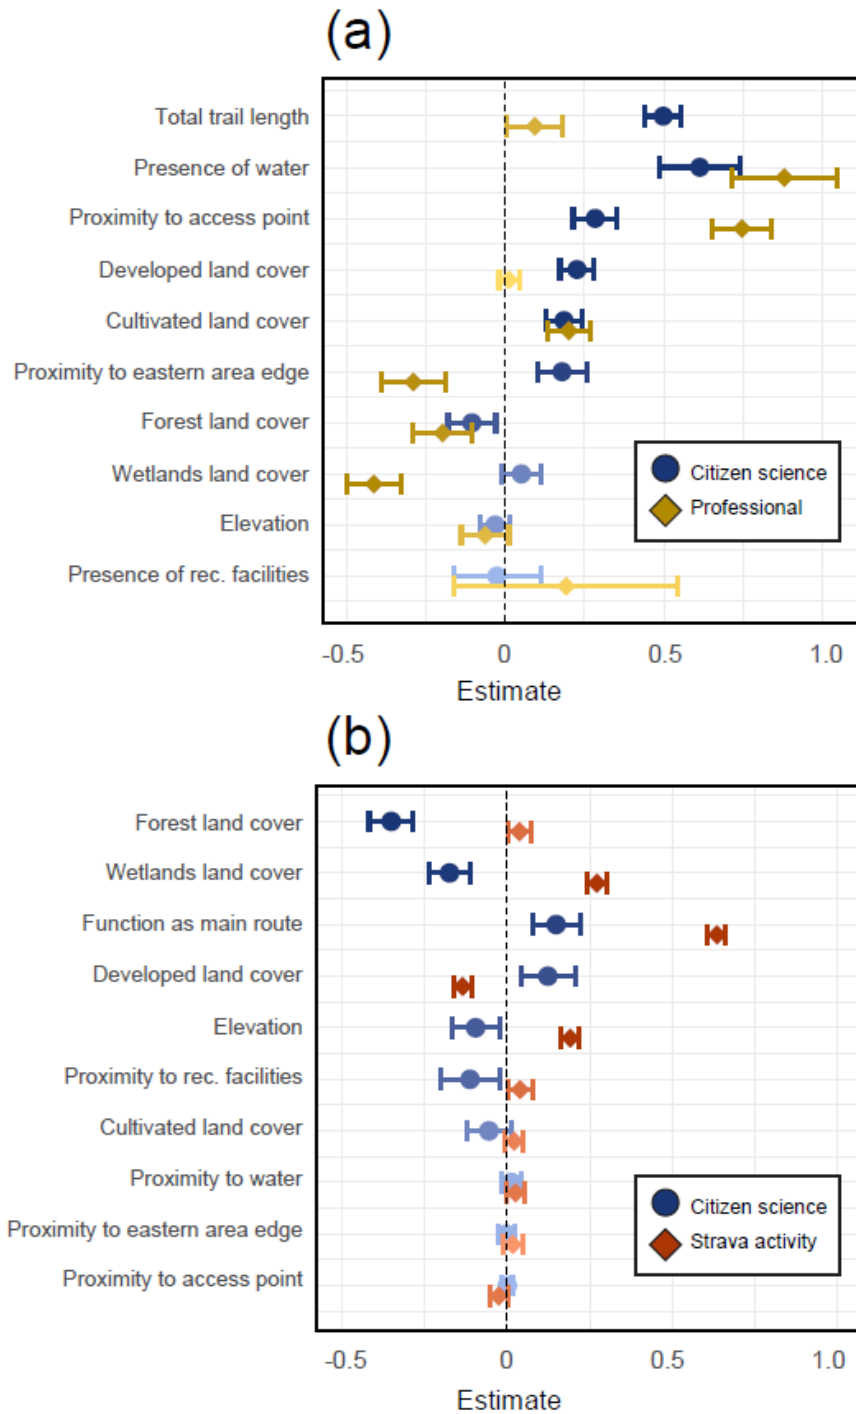 (a)
Total trail length
Presence of water
Proximity to access point
Developed land cover
Cultivated land cover
Proximity to eastern area edge
Forest land cover
Wetlands land cover
Elevation
Presence of rec. facilities
Citizen science
Professional
-0.5 0 0.5 1.0
Estimate
(b)
Forest land cover
Wetlands land cover
Function as main route
Developed land cover
Elevation
Proximity to rec. facilities
Cultivated land cover
Proximity to water
Proximity to eastern area edge
Proximity to access point
Citizen science
Strava activity
-0.5 0 0.5 1.0
Estimate